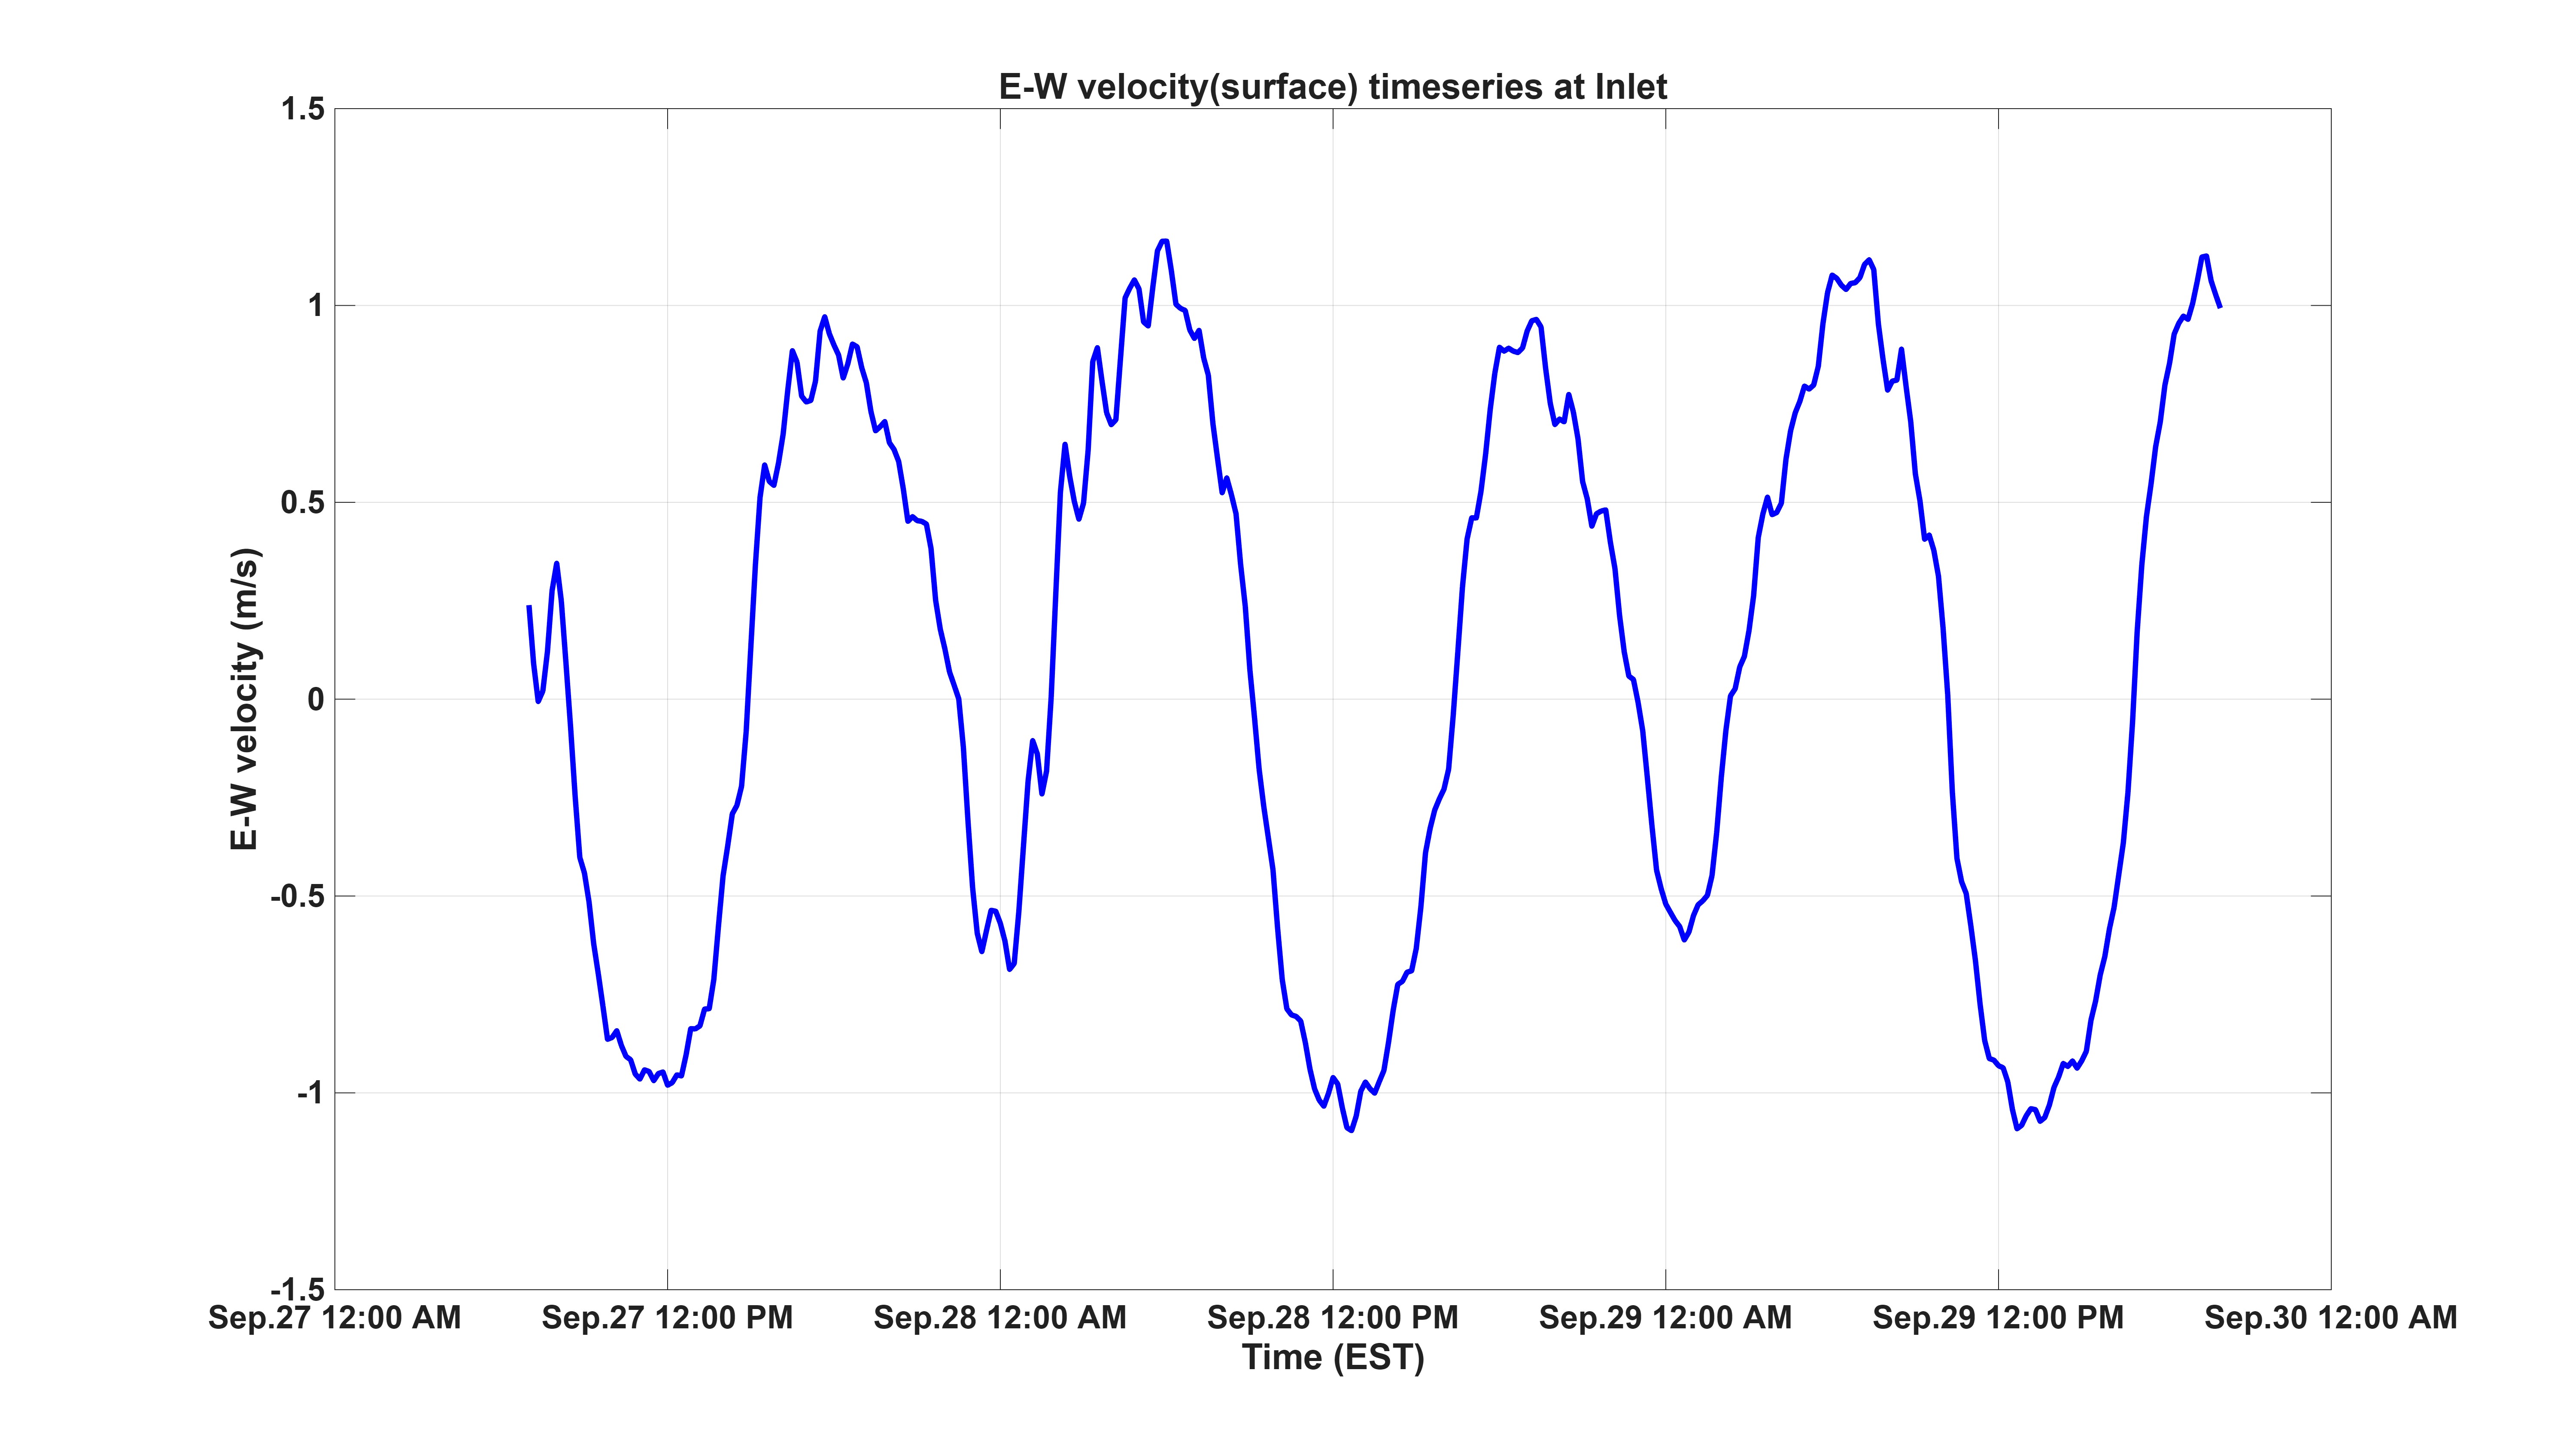 E-W velocity(surface) timeseries at Inlet
1.5
1
0.5
0
-0.5
-1
-1.5
E-W velocity (m/s)
Sep.27 12:00 AM
Sep.27 12:00 PM
Sep.28 12:00 AM
Sep.28 12:00 PM
Sep.29 12:00 AM
Sep.29 12:00 PM
Sep.30 12:00 AM
Time (EST)